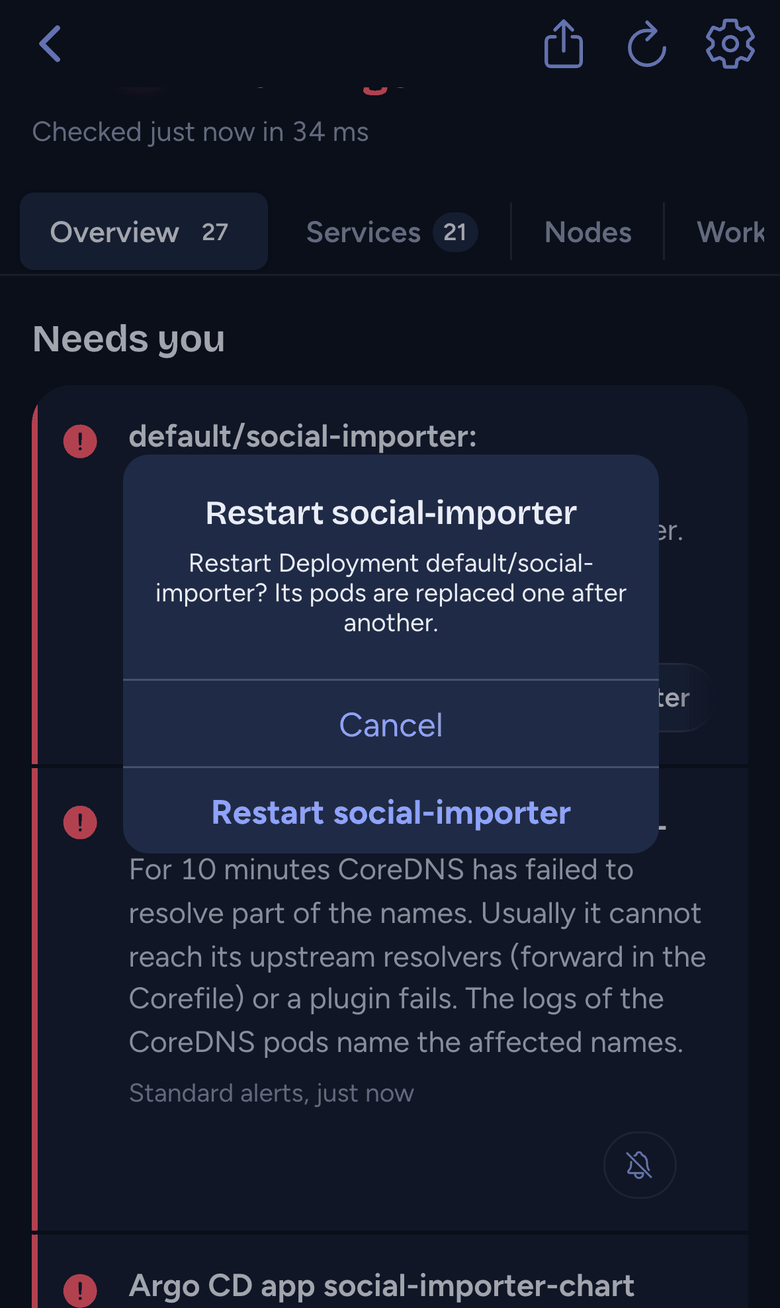 Checked just now in 34 ms
Overview 27
Services 21
Nodes
Work
Needs you
default/social-importer:
er.
Restart social-importer
Restart Deployment default/social-
importer? Its pods are replaced one after
another.
ter
Cancel
Restart social-importer
For 10 minutes CoreDNS has failed to
resolve part of the names. Usually it cannot
reach its upstream resolvers (forward in the
Corefile) or a plugin fails. The logs of the
CoreDNS pods name the affected names.
Standard alerts, just now
Argo CD app social-importer-chart